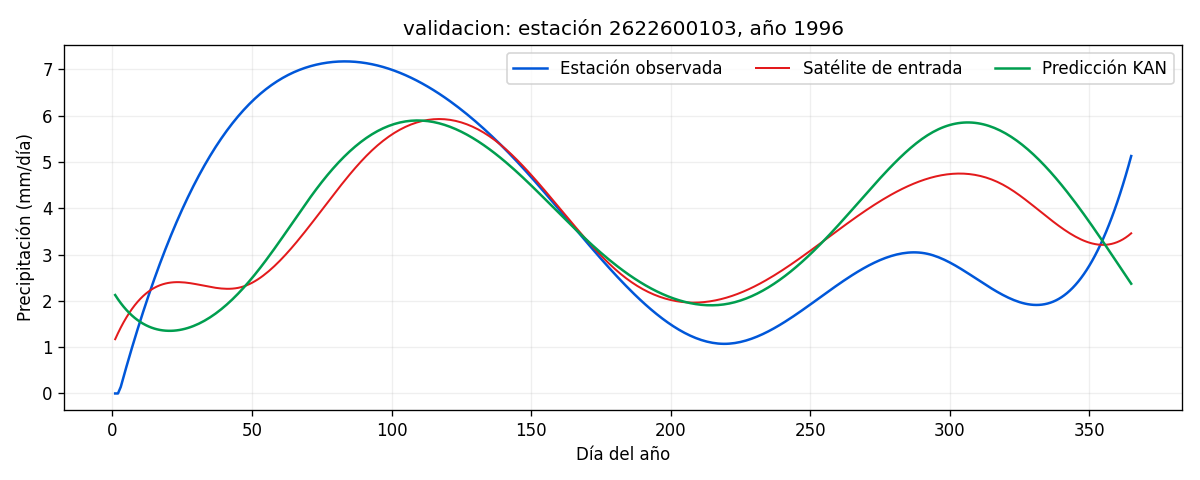 validacion: estación 2622600103, año 1996
Estación observada
Satélite de entrada
Predicción KAN
Precipitación (mm/día)
7
6
5
4
3
2
1
0
0 50 100 150 200 250 300 350
Día del año